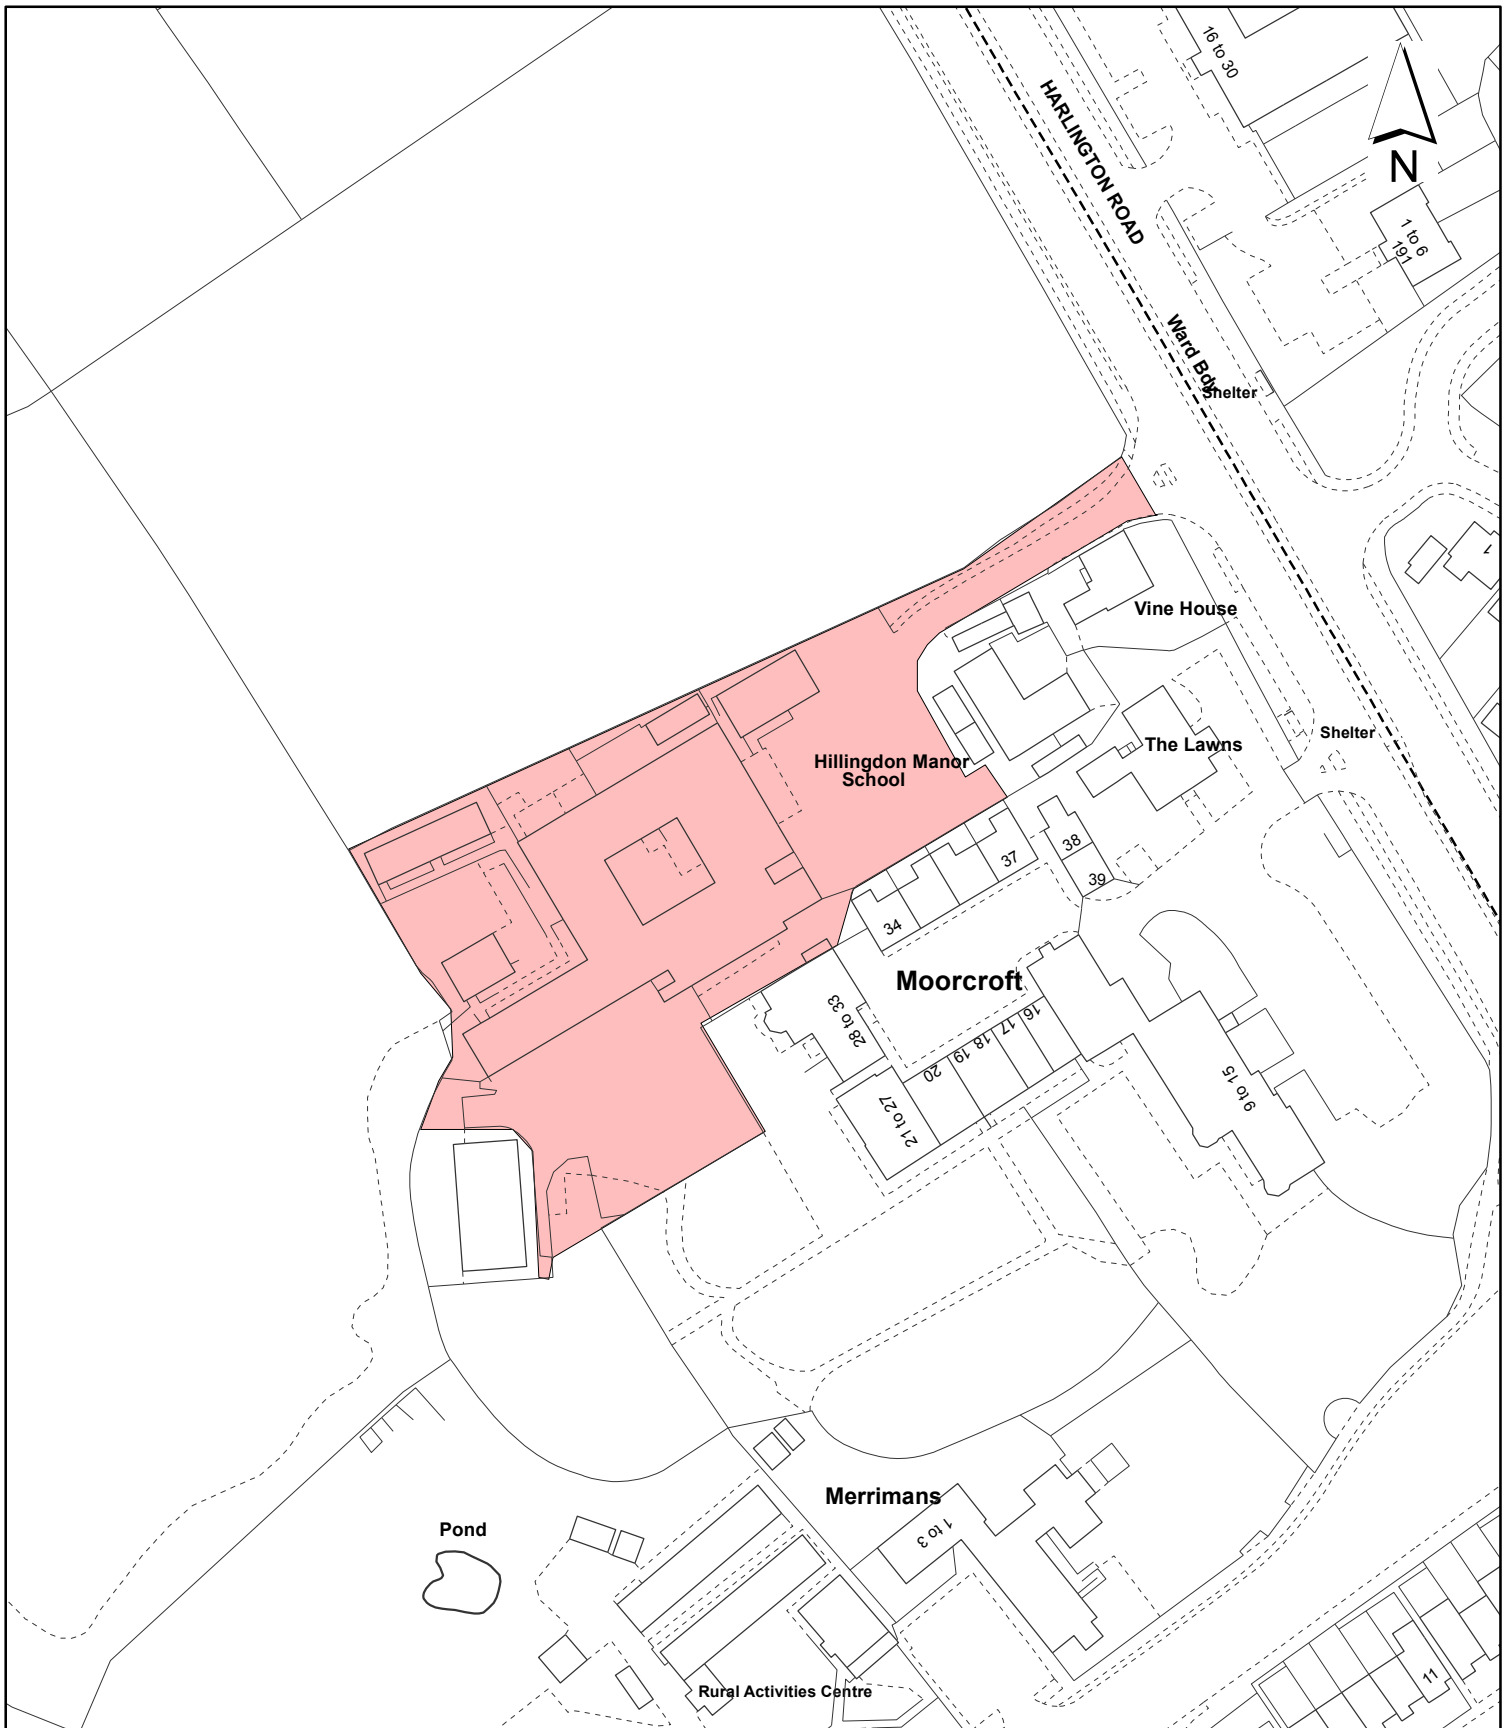 16 to 30
HARLINGTON ROAD
N
1 to 6
191
Ward Bdy
Shelter
1
Vine House
Hillingdon Manor
School
The Lawns
Shelter
37
38
39
34
Moorcroft
28 to 33
16
17
18
19
20
21 to 27
9 to 15
Merrimans
1 to 3
Pond
Rural Activities Centre
11